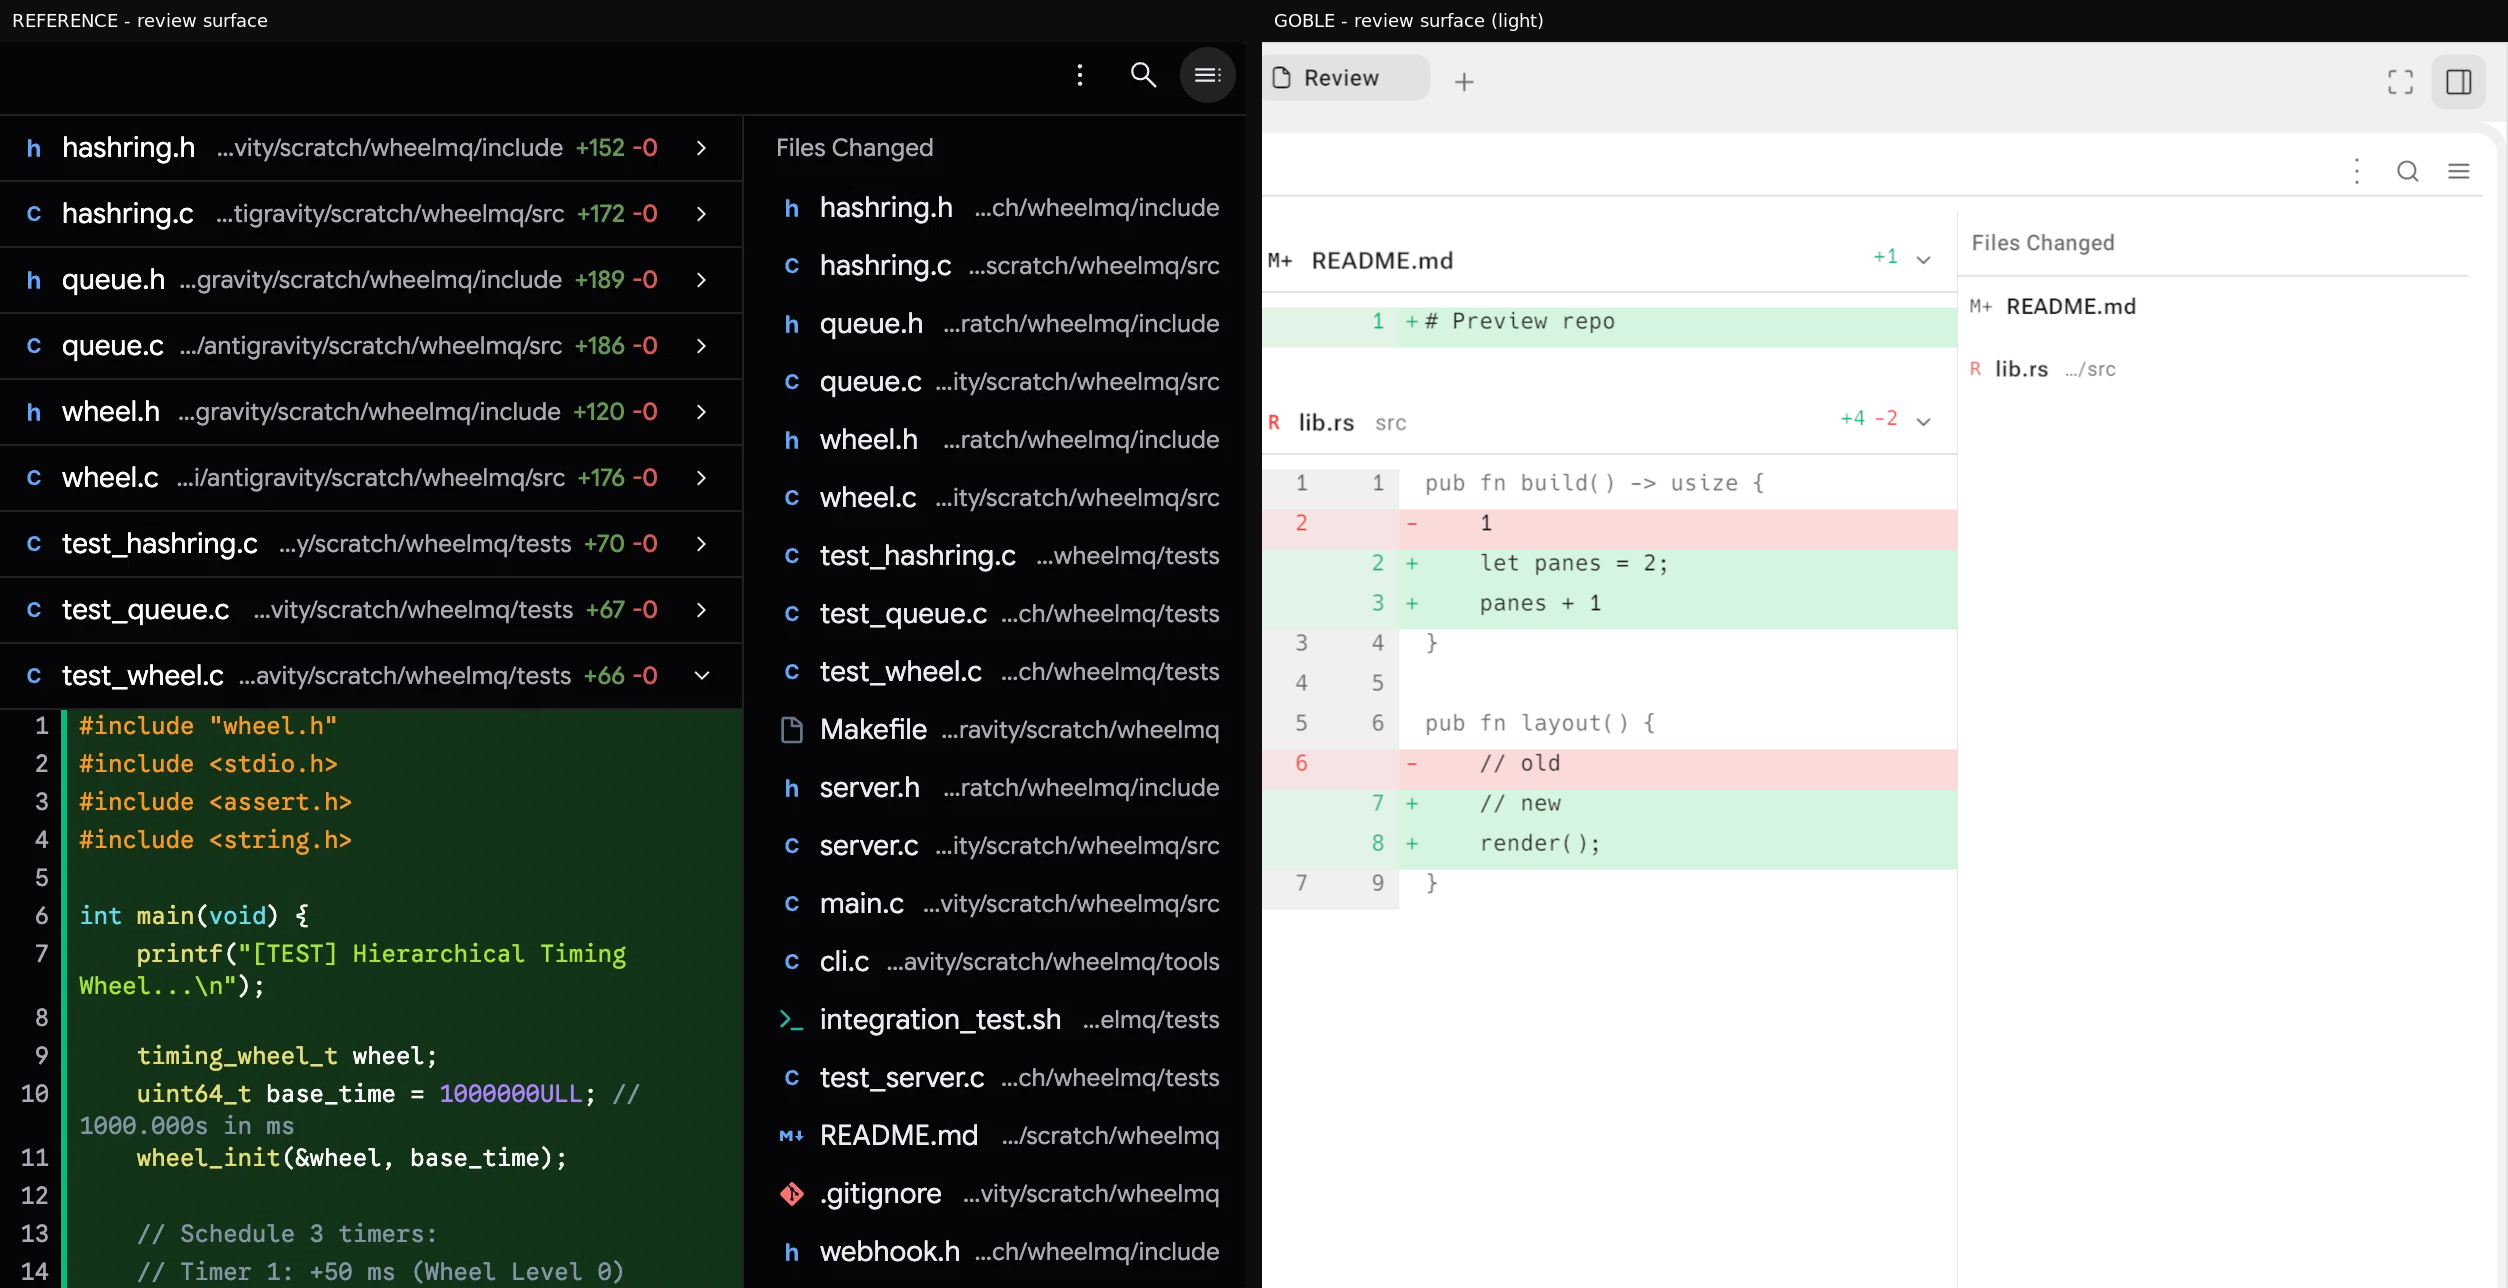 REFERENCE - review surface
h hashring.h ...vity/scratch/wheelmq/include +152 -0
C hashring.c ...tigravity/scratch/wheelmq/src +172 -0
h queue.h ...gravity/scratch/wheelmq/include +189 -0
C queue.c .../antigravity/scratch/wheelmq/src +186 -0
h wheel.h ...gravity/scratch/wheelmq/include +120 -0
C wheel.c ...i/antigravity/scratch/wheelmq/src +176 -0
C test_hashring.c ...y/scratch/wheelmq/tests +70 -0
C test_queue.c ...vity/scratch/wheelmq/tests +67 -0
C test_wheel.c ...avity/scratch/wheelmq/tests +66 -0
1 #include "wheel.h"
2 #include <stdio.h>
3 #include <assert.h>
4 #include <string.h>
5
6 int main(void) {
7 printf("[TEST] Hierarchical Timing
Wheel...\n");
8
9 timing_wheel_t wheel;
10 uint64_t base_time = 1000000ULL; //
1000.000s in ms
11 wheel_init(&wheel, base_time);
12
13 // Schedule 3 timers:
14 // Timer 1: +50 ms (Wheel Level 0)
Files Changed
h hashring.h ...ch/wheelmq/include
C hashring.c ...scratch/wheelmq/src
h queue.h ...ratch/wheelmq/include
C queue.c ...ity/scratch/wheelmq/src
h wheel.h ...ratch/wheelmq/include
C wheel.c ...ity/scratch/wheelmq/src
C test_hashring.c ...wheelmq/tests
C test_queue.c ...ch/wheelmq/tests
C test_wheel.c ...ch/wheelmq/tests
Makefile ...ravity/scratch/wheelmq
h server.h ...ratch/wheelmq/include
C server.c ...ity/scratch/wheelmq/src
C main.c ...vity/scratch/wheelmq/src
C cli.c ...avity/scratch/wheelmq/tools
>_ integration_test.sh ...elmq/tests
C test_server.c ...ch/wheelmq/tests
M↓ README.md .../scratch/wheelmq
.gitignore ...vity/scratch/wheelmq
h webhook.h ...ch/wheelmq/include
GOBLE - review surface (light)
Review +
M+ README.md +1
1 + # Preview repo
R lib.rs src +4 -2
1 1 pub fn build() -> usize {
2 - 1
2 + let panes = 2;
3 + panes + 1
3 4 }
4 5
5 6 pub fn layout() {
6 - // old
7 + // new
8 + render();
7 9 }
Files Changed
M+ README.md
R lib.rs .../src